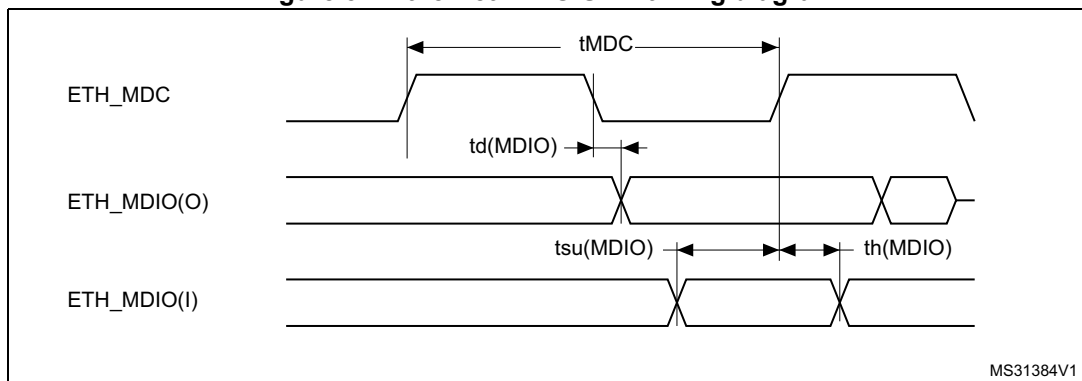 tMDC
ETH_MDC
td(MDIO)
ETH_MDIO(O)
tsu(MDIO) th(MDIO)
ETH_MDIO(I)
MS31384V1